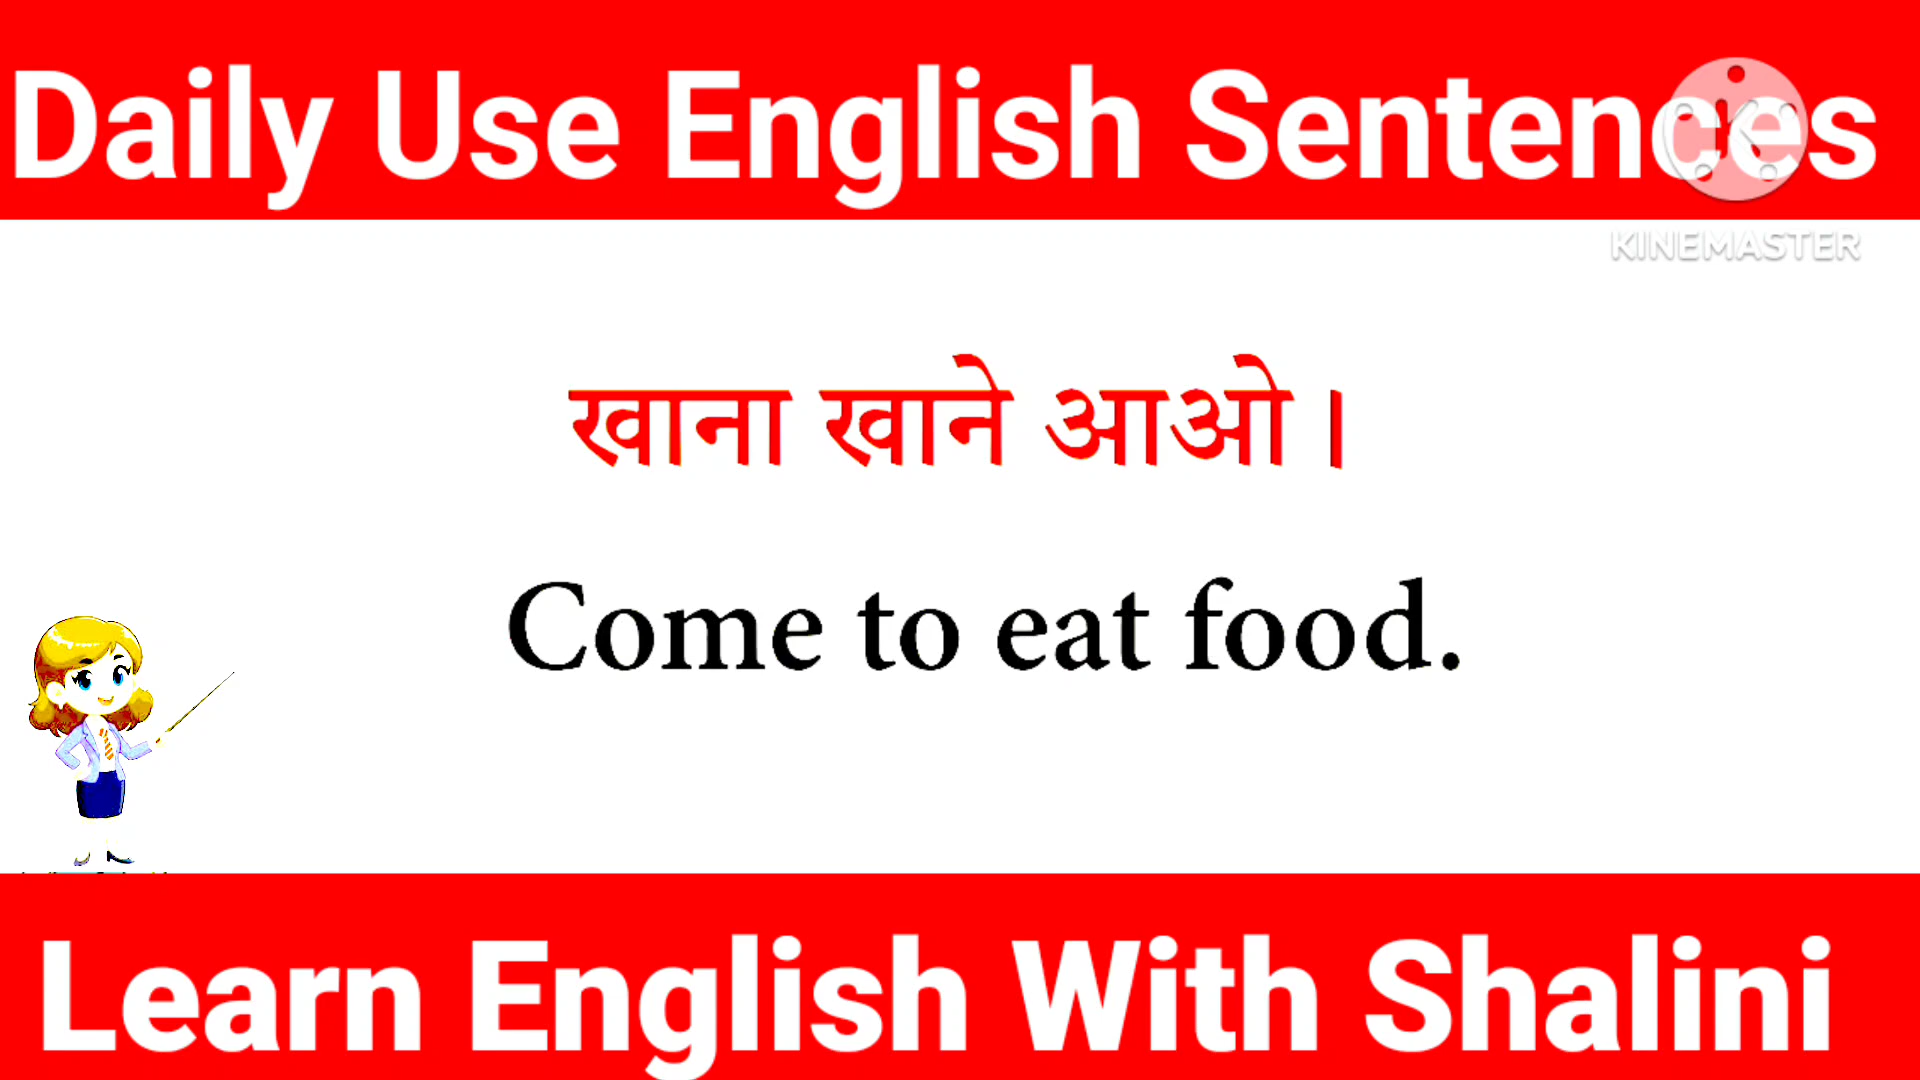 Daily Use English Sentences
KINEMASTER
खाना खाने आओ।
Come to eat food.
Learn English With Shalini